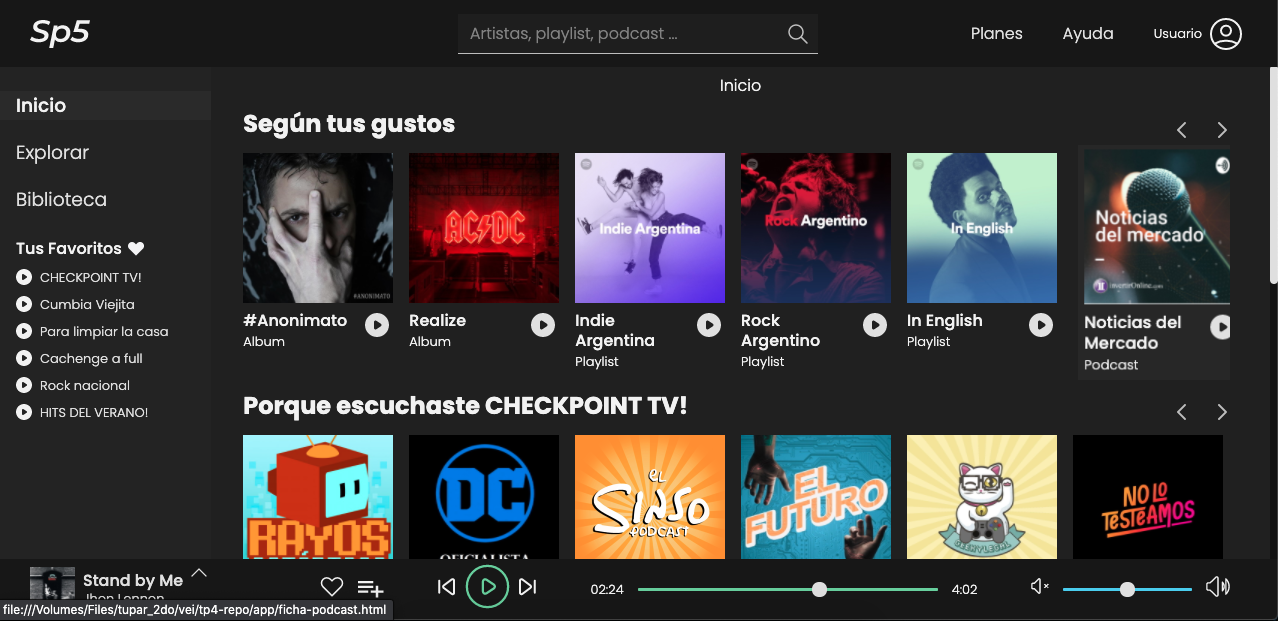 Sp5
Artistas, playlist, podcast ...
Planes
Ayuda
Usuario
Inicio
Explorar
Biblioteca
Tus Favoritos
CHECKPOINT TV!
Cumbia Viejita
Para limpiar la casa
Cachenge a full
Rock nacional
HITS DEL VERANO!
Inicio
Según tus gustos
#ANONIMATO
AC/DC
Indie Argentina
Rock Argentino
In English
Noticias
del mercado
InvertirOnline.com
#Anonimato
Album
Realize
Album
Indie
Argentina
Playlist
Rock
Argentino
Playlist
In English
Playlist
Noticias del
Mercado
Podcast
Porque escuchaste CHECKPOINT TV!
RAYOS
DC
OFICIALISTA
EL
SINSO
PODCAST
EL
FUTURO
NO LO
TESTEAMOS
Stand by Me
Jhon Lennon
02:24
4:02
file:///Volumes/Files/tupar_2do/vei/tp4-repo/app/ficha-podcast.html